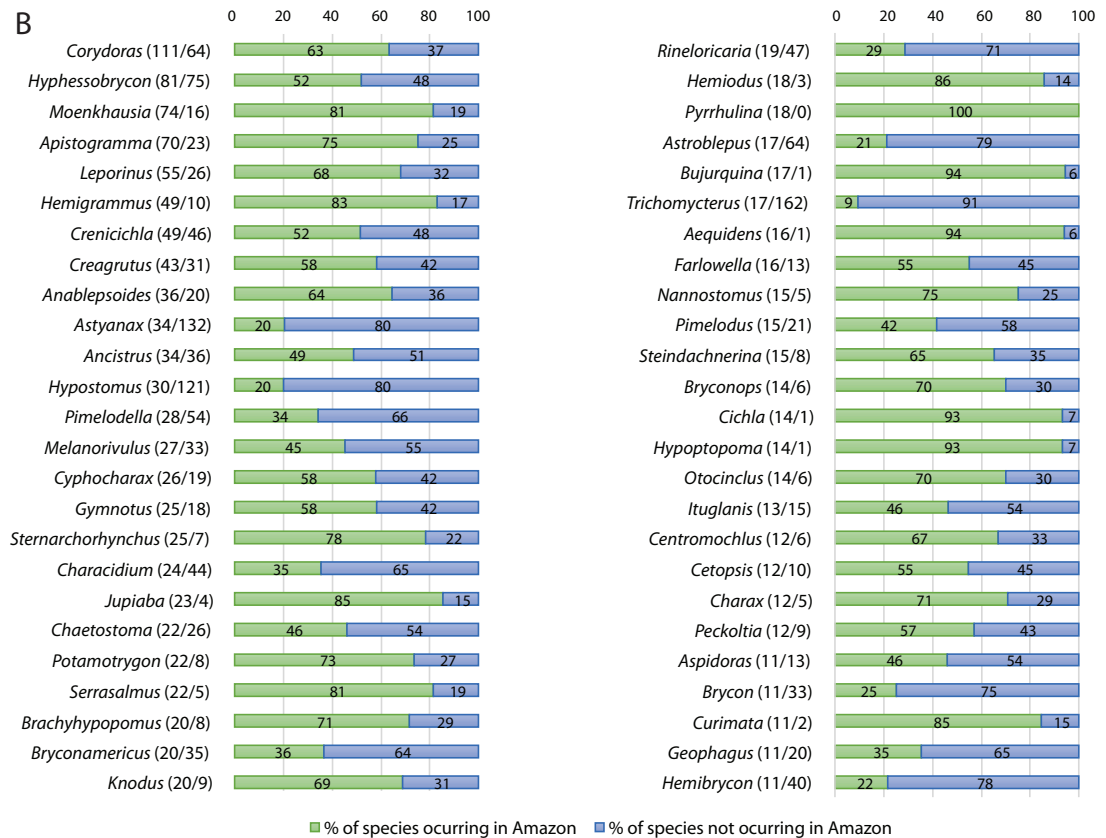 B
0 20 40 60 80 100
Corydoras (111/64) 63 37
Hyphessobrycon (81/75) 52 48
Moenkhausia (74/16) 81 19
Apistogramma (70/23) 75 25
Leporinus (55/26) 68 32
Hemigrammus (49/10) 83 17
Crenicichla (49/46) 52 48
Creagrutus (43/31) 58 42
Anablepsoides (36/20) 64 36
Astyanax (34/132) 20 80
Ancistrus (34/36) 49 51
Hypostomus (30/121) 20 80
Pimelodella (28/54) 34 66
Melanorivulus (27/33) 45 55
Cyphocharax (26/19) 58 42
Gymnotus (25/18) 58 42
Sternarchorhynchus (25/7) 78 22
Characidium (24/44) 35 65
Jupiaba (23/4) 85 15
Chaetostoma (22/26) 46 54
Potamotrygon (22/8) 73 27
Serrasalmus (22/5) 81 19
Brachyhypopomus (20/8) 71 29
Bryconamericus (20/35) 36 64
Knodus (20/9) 69 31
0 20 40 60 80 100
Rineloricaria (19/47) 29 71
Hemiodus (18/3) 86 14
Pyrrhulina (18/0) 100
Astroblepus (17/64) 21 79
Bujurquina (17/1) 94 6
Trichomycterus (17/162) 9 91
Aequidens (16/1) 94 6
Farlowella (16/13) 55 45
Nannostomus (15/5) 75 25
Pimelodus (15/21) 42 58
Steindachnerina (15/8) 65 35
Bryconops (14/6) 70 30
Cichla (14/1) 93 7
Hypoptopoma (14/1) 93 7
Otocinclus (14/6) 70 30
Ituglanis (13/15) 46 54
Centromochlus (12/6) 67 33
Cetopsis (12/10) 55 45
Charax (12/5) 71 29
Peckoltia (12/9) 57 43
Aspidoras (11/13) 46 54
Brycon (11/33) 25 75
Curimata (11/2) 85 15
Geophagus (11/20) 35 65
Hemibrycon (11/40) 22 78
% of species ocurring in Amazon % of species not ocurring in Amazon